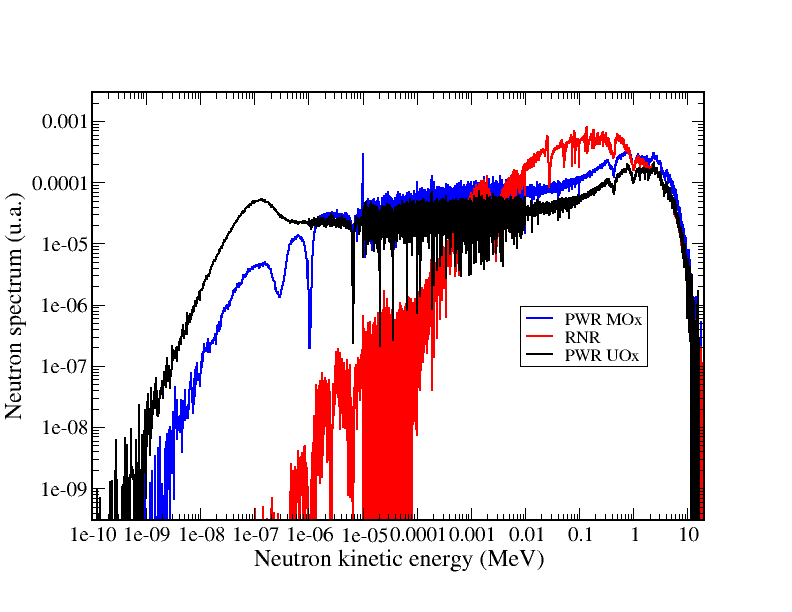 0.001
0.0001
1e-05
1e-06
1e-07
1e-08
1e-09
Neutron spectrum (u.a.)
PWR MOx
RNR
PWR UOx
1e-10 1e-09 1e-08 1e-07 1e-06 1e-05 0.0001 0.001 0.01 0.1 1 10
Neutron kinetic energy (MeV)